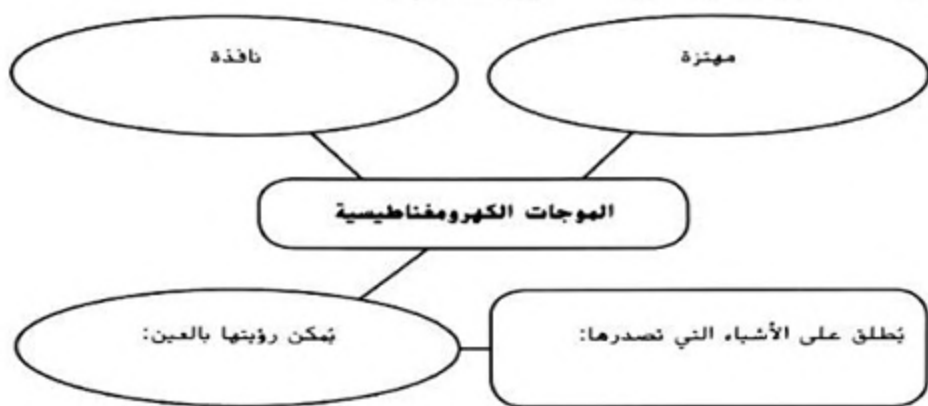 مهتزة
نافذة
الموجات الكهرومغناطيسية
يُمكن رؤيتها بالعين:
يُطلق على الأشياء التي تصدرها: